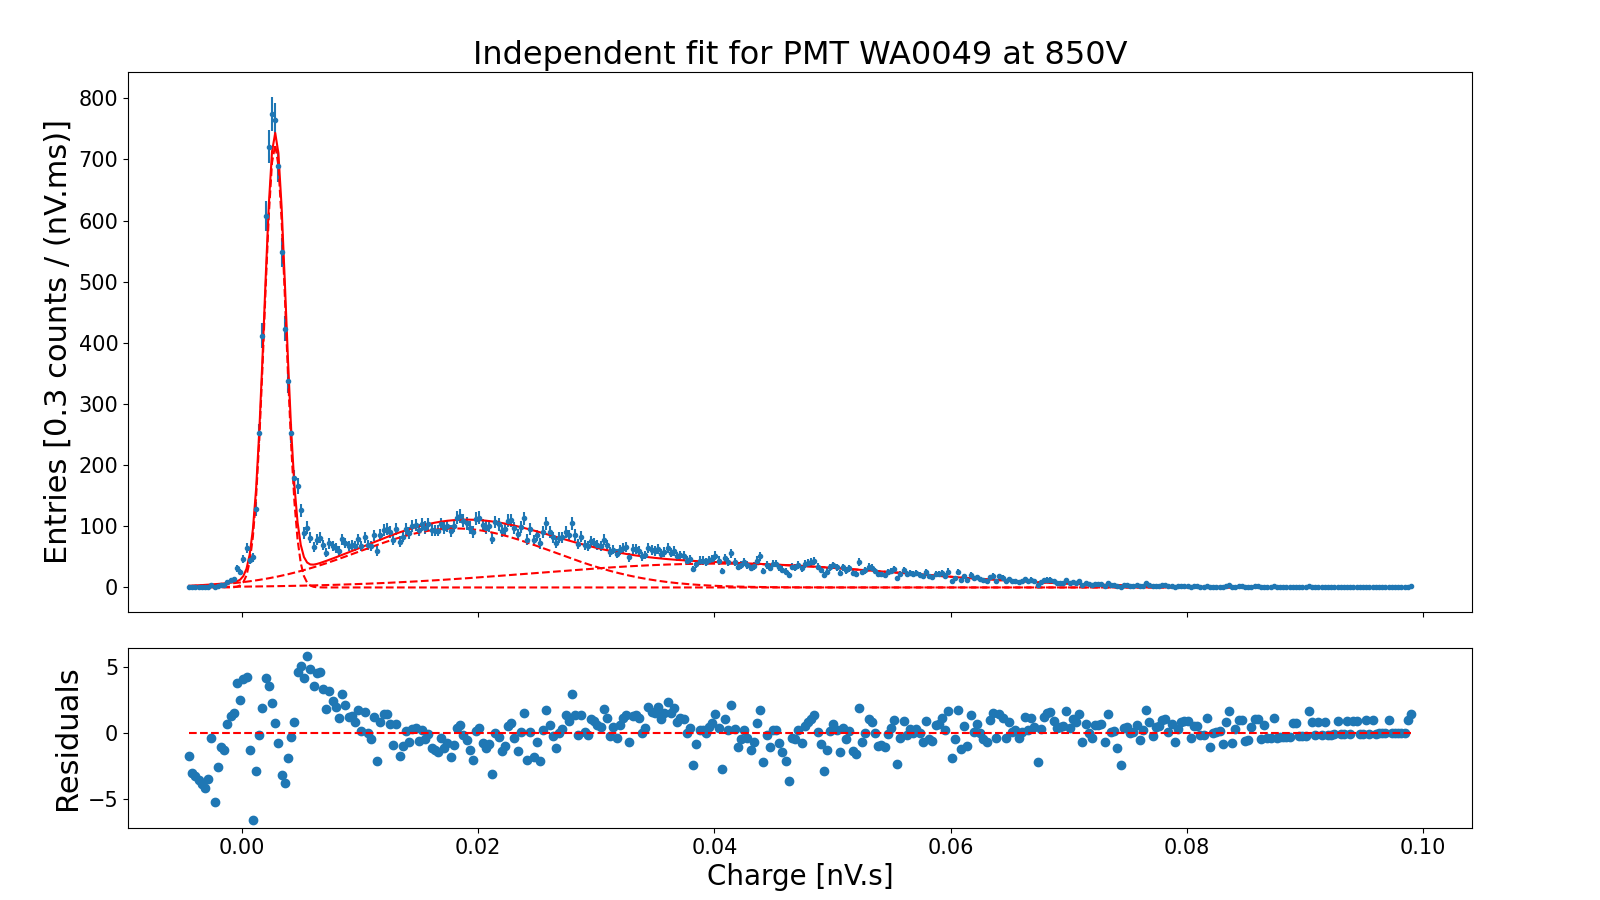 Independent fit for PMT WA0049 at 850V
Entries [0.3 counts / (nV.ms)]
800
700
600
500
400
300
200
100
0
Residuals
5
0
−5
0.00 0.02 0.04 0.06 0.08 0.10
Charge [nV.s]